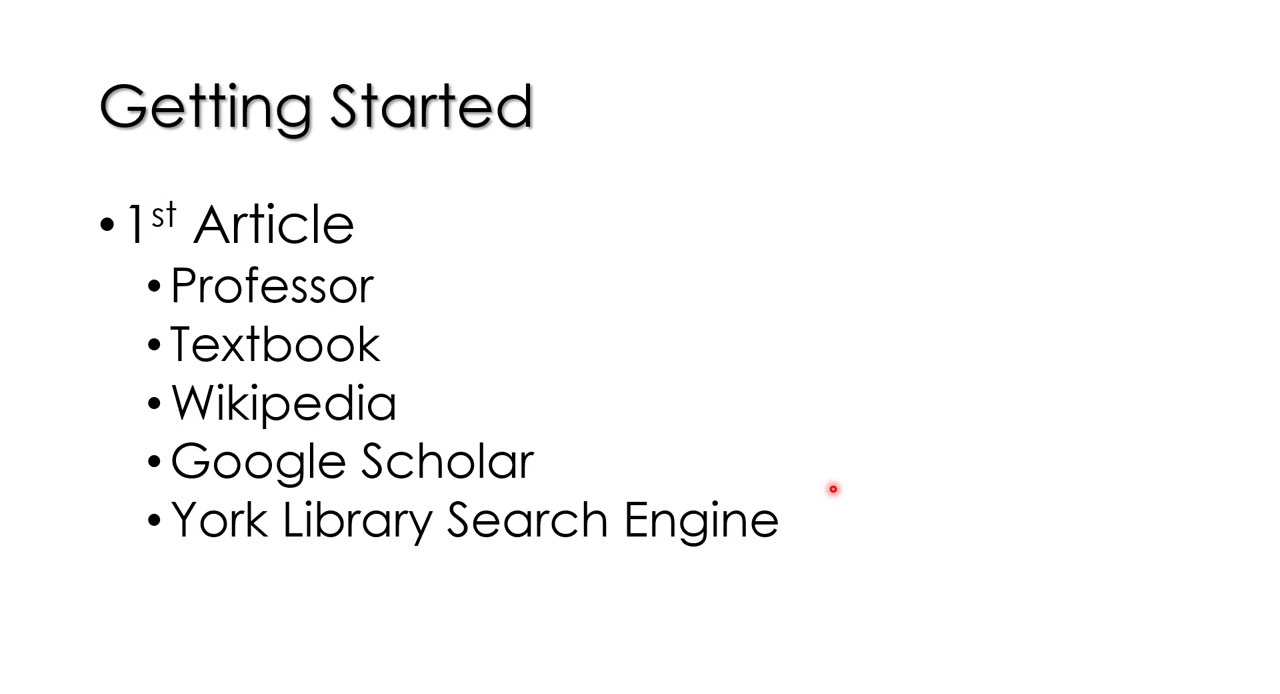 Getting Started
• 1st Article
• Professor
• Textbook
• Wikipedia
• Google Scholar
• York Library Search Engine